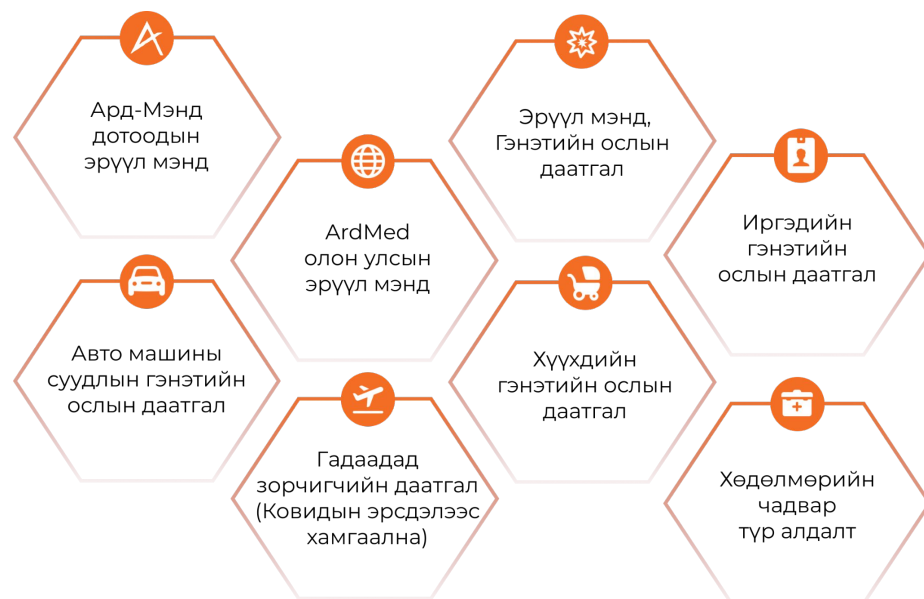 Ард-Мэнд
дотоодын
эрүүл мэнд
Эрүүл мэнд,
Гэнэтийн ослын
даатгал
ArdMed
олон улсын
эрүүл мэнд
Иргэдийн
гэнэтийн
ослын даатгал
Авто машины
суудлын гэнэтийн
ослын даатгал
Хүүхдийн
гэнэтийн ослын
даатгал
Гадаадад
зорчигчийн даатгал
(Ковидын эрсдэлээс
хамгаална)
Хөдөлмөрийн
чадвар
түр алдалт